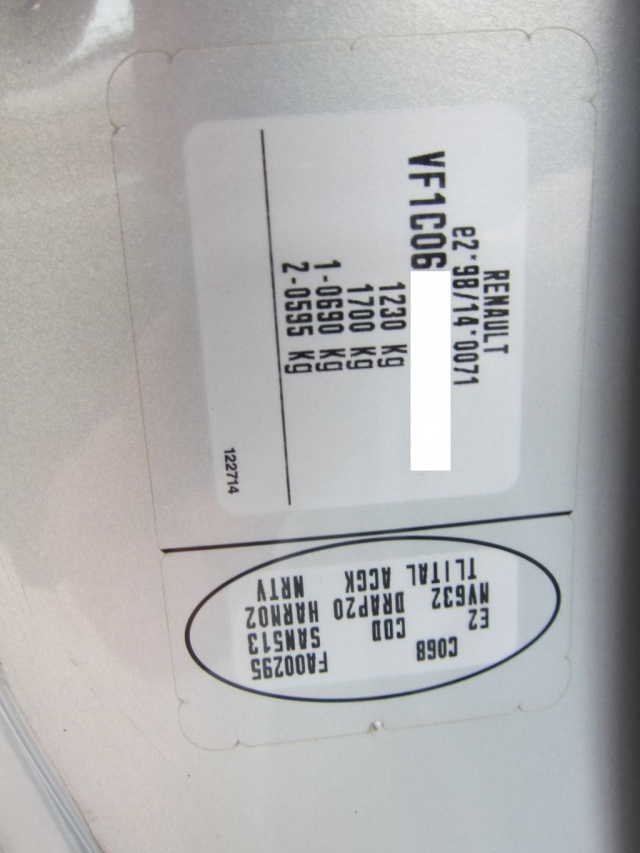 RENAULT
e2*98/14*0071
VF1C06
1230 Kg
1700 Kg
1-0690 Kg
2-0595 Kg
122714
C068 FA00295
E2 COD SAN513
MV632 DRAP20 HARM02
TLITAL ACGK NRTV